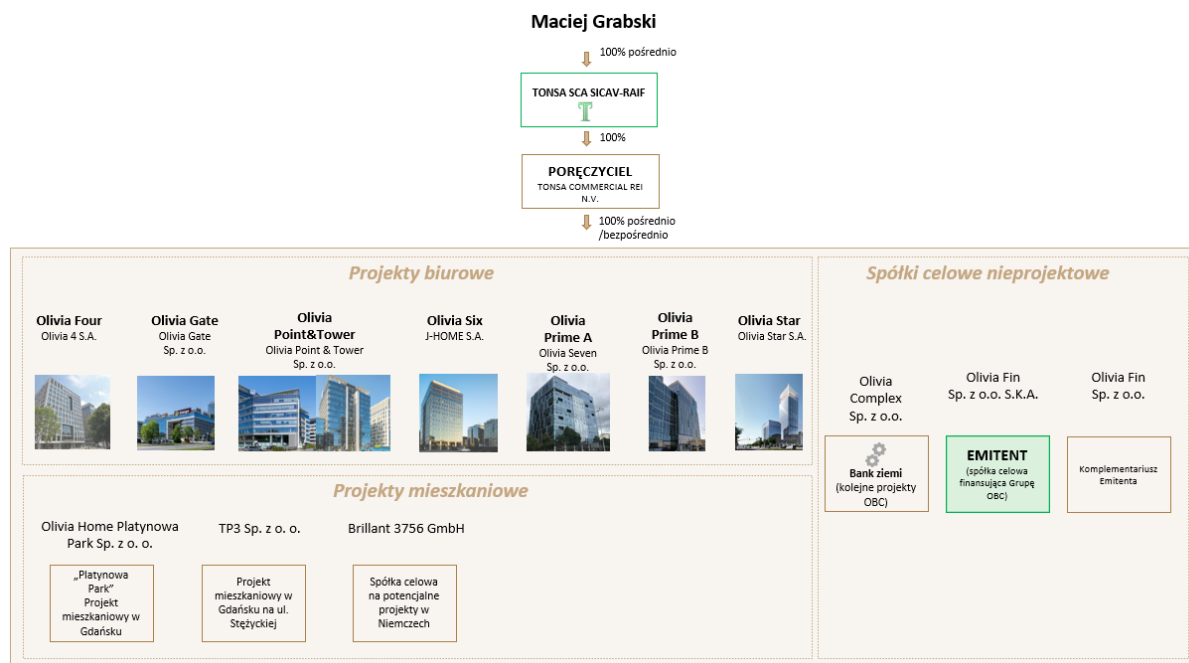 Maciej Grabski
100% pośrednio
TONSA SCA SICAV-RAIF
100%
PORĘCZYCIEL
TONSA COMMERCIAL REI
N.V.
100% pośrednio
/bezpośrednio
Projekty biurowe
Olivia Four
Olivia 4 S.A.
Olivia Gate
Olivia Gate
Sp. z o.o.
Olivia
Point&Tower
Olivia Point & Tower
Sp. z o.o.
Olivia Six
J-HOME S.A.
Olivia
Prime A
Olivia Seven
Sp. z o.o.
Olivia
Prime B
Olivia Prime B
Sp. z o.o.
Olivia Star
Olivia Star S.A.
Projekty mieszkaniowe
Olivia Home Platynowa
Park Sp. z o. o.
„Platynowa
Park”
Projekt
mieszkaniowy w
Gdańsku
TP3 Sp. z o. o.
Projekt
mieszkaniowy w
Gdańsku na ul.
Stężyckiej
Brillant 3756 GmbH
Spółka celowa
na potencjalne
projekty w
Niemczech
Spółki celowe nieprojektowe
Olivia
Complex
Sp. z o.o.
Bank ziemi
(kolejne projekty
OBC)
Olivia Fin
Sp. z o.o. S.K.A.
EMITENT
(spółka celowa
finansująca Grupę
OBC)
Olivia Fin
Sp. z o.o.
Komplementariusz
Emitenta